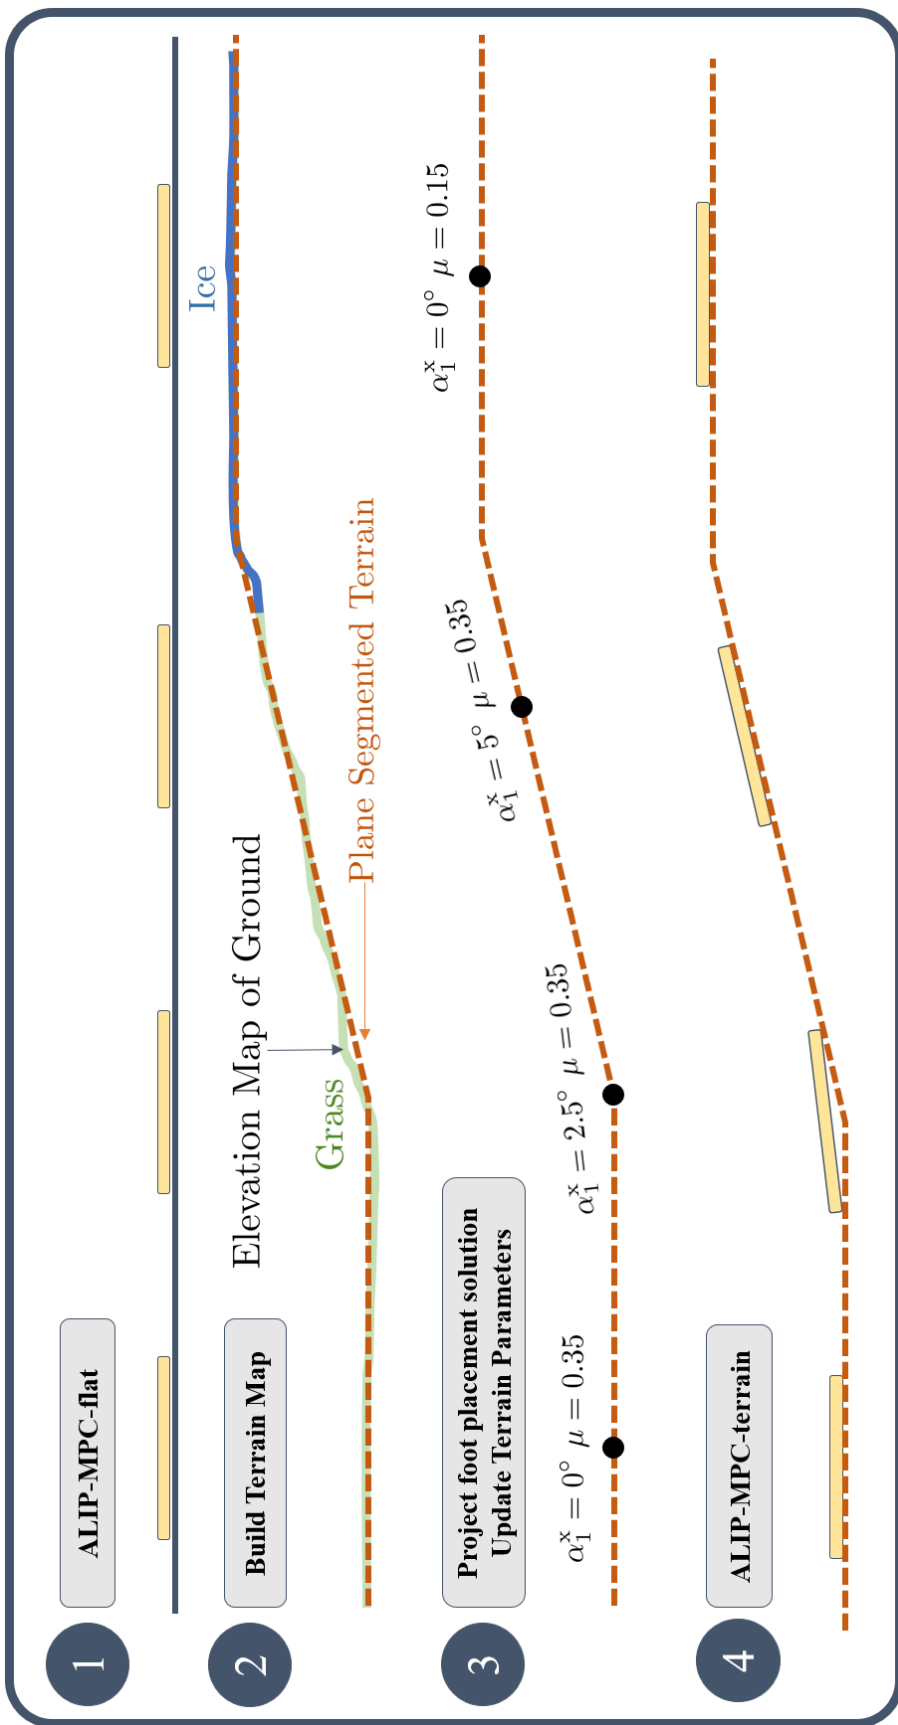 1
ALIP-MPC-flat
2
Build Terrain Map
Elevation Map of Ground
Grass
Plane Segmented Terrain
Ice
3
Project foot placement solution
Update Terrain Parameters
α₁ˣ = 0° μ = 0.35
α₁ˣ = 2.5° μ = 0.35
α₁ˣ = 5° μ = 0.35
α₁ˣ = 0° μ = 0.15
4
ALIP-MPC-terrain